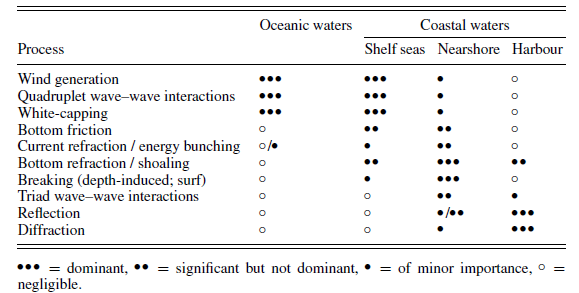 Oceanic waters Coastal waters
Process Shelf seas Nearshore Harbour
Wind generation ••• ••• • ○
Quadruplet wave–wave interactions ••• ••• • ○
White-capping ••• ••• • ○
Bottom friction ○ •• •• ○
Current refraction / energy bunching ○/• • •• ○
Bottom refraction / shoaling ○ •• ••• ••
Breaking (depth-induced; surf) ○ • ••• ○
Triad wave–wave interactions ○ ○ •• •
Reflection ○ ○ •/•• •••
Diffraction ○ ○ • •••
••• = dominant, •• = significant but not dominant, • = of minor importance, ○ =
negligible.